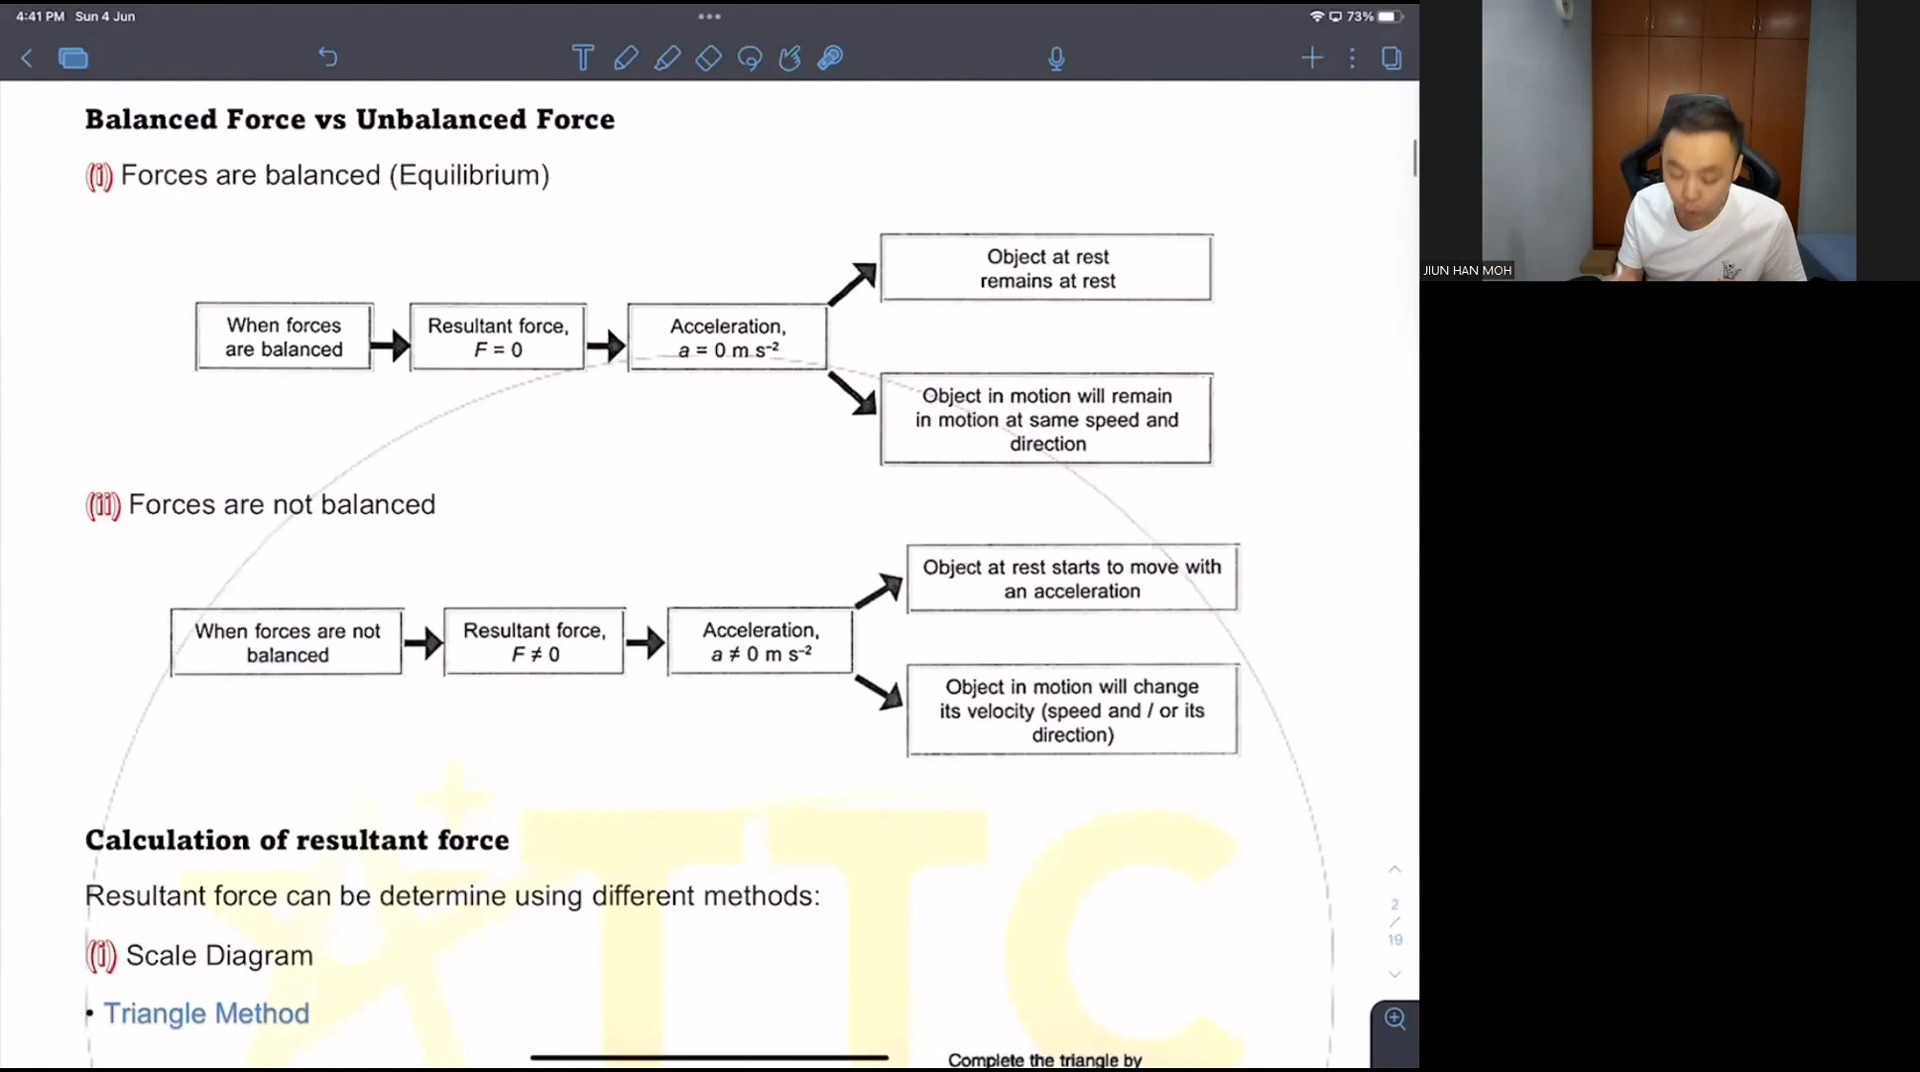 4:41 PM Sun 4 Jun
73%
Balanced Force vs Unbalanced Force
(i) Forces are balanced (Equilibrium)
When forces
are balanced
Resultant force,
F = 0
Acceleration,
a = 0 m s⁻²
Object at rest
remains at rest
Object in motion will remain
in motion at same speed and
direction
(ii) Forces are not balanced
When forces are not
balanced
Resultant force,
F ≠ 0
Acceleration,
a ≠ 0 m s⁻²
Object at rest starts to move with
an acceleration
Object in motion will change
its velocity (speed and / or its
direction)
TTC
Calculation of resultant force
Resultant force can be determine using different methods:
(i) Scale Diagram
• Triangle Method
Complete the triangle by
2
/
19
JIUN HAN MOH